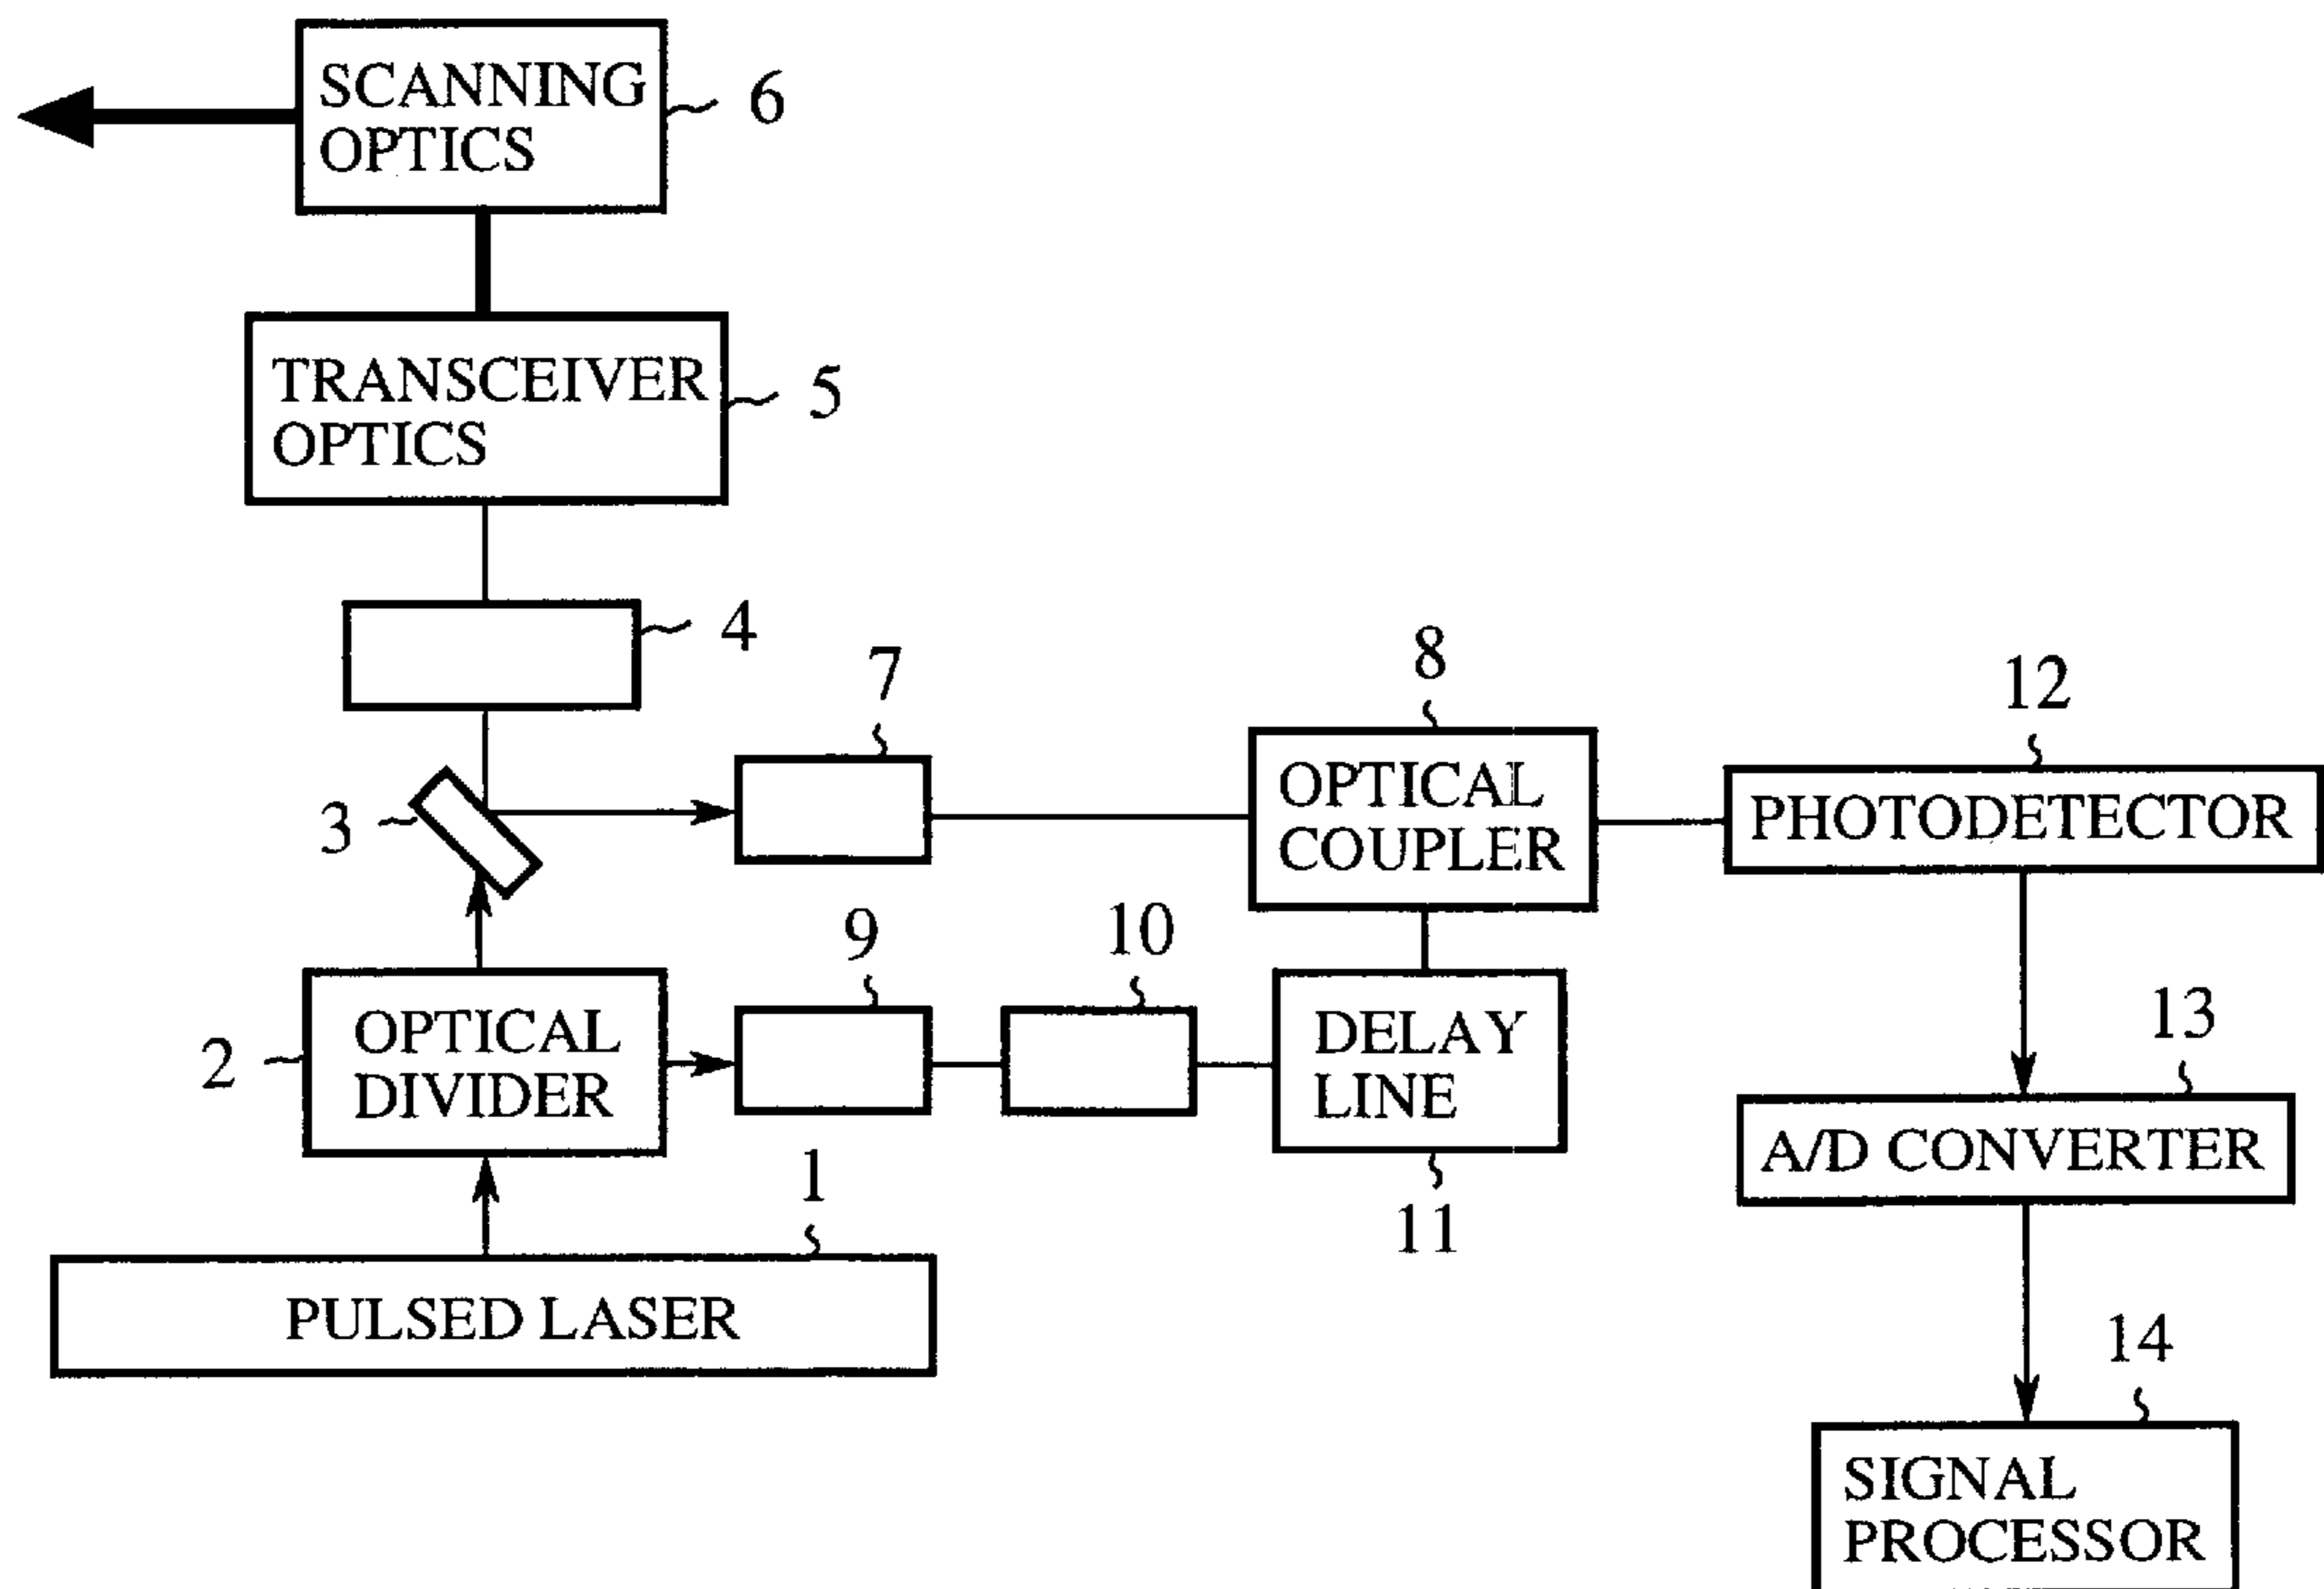 SCANNING
OPTICS
6
TRANSCEIVER
OPTICS
5
4
7
8
12
3
OPTICAL
COUPLER
PHOTODETECTOR
9
10
2
OPTICAL
DIVIDER
DELAY
LINE
13
A/D CONVERTER
1
11
PULSED LASER
14
SIGNAL
PROCESSOR